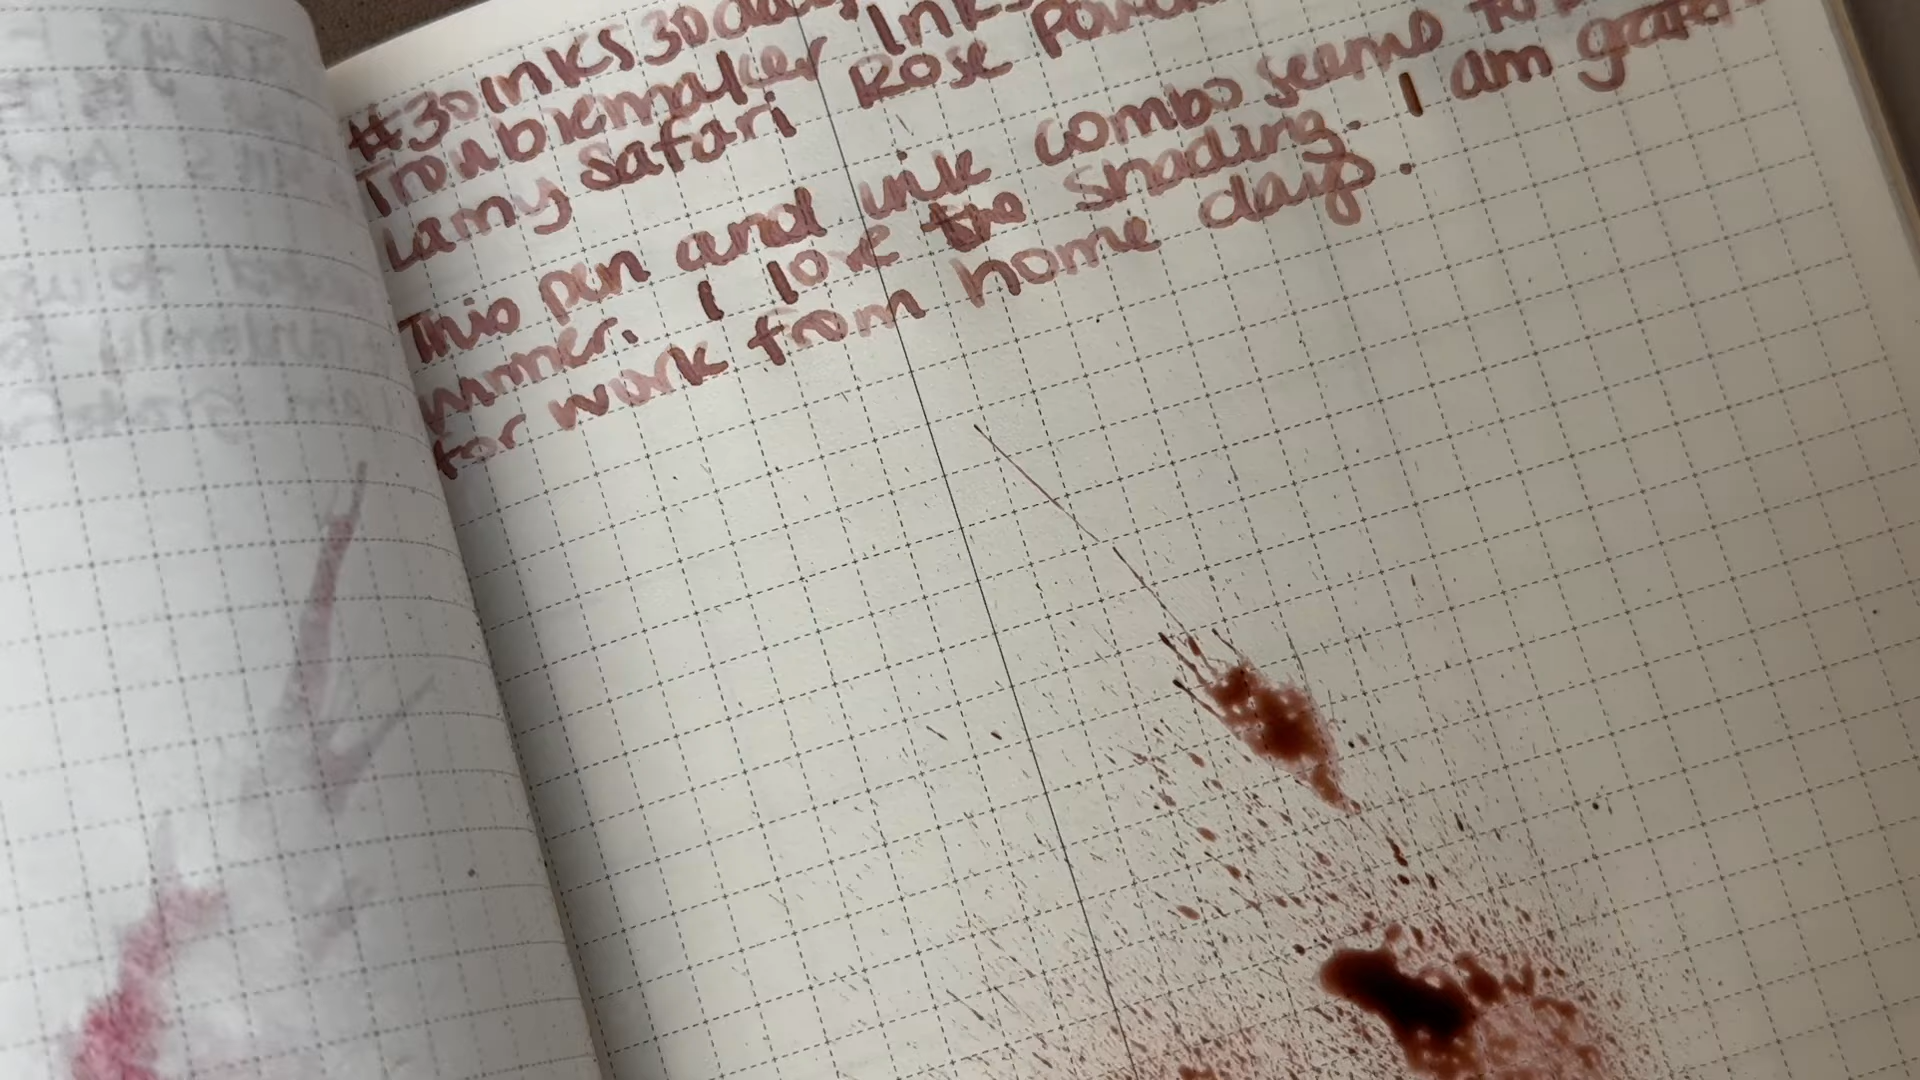 #30Inks30days
Troublemaker Inks
Lamy Safari Rose
This pen and ink combo seems to
winner. I love the shading. I am
for work from home days.